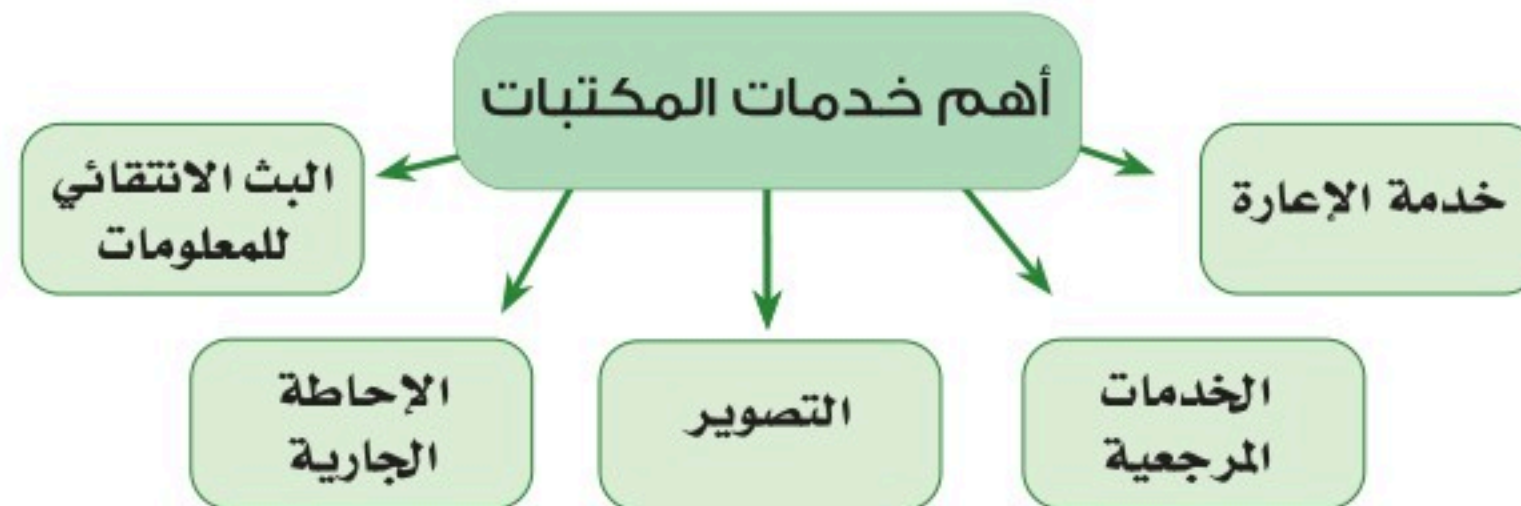 أهم خدمات المكتبات
خدمة الإعارة
الخدمات
المرجعية
التصوير
الإحاطة
الجارية
البث الانتقائي
للمعلومات